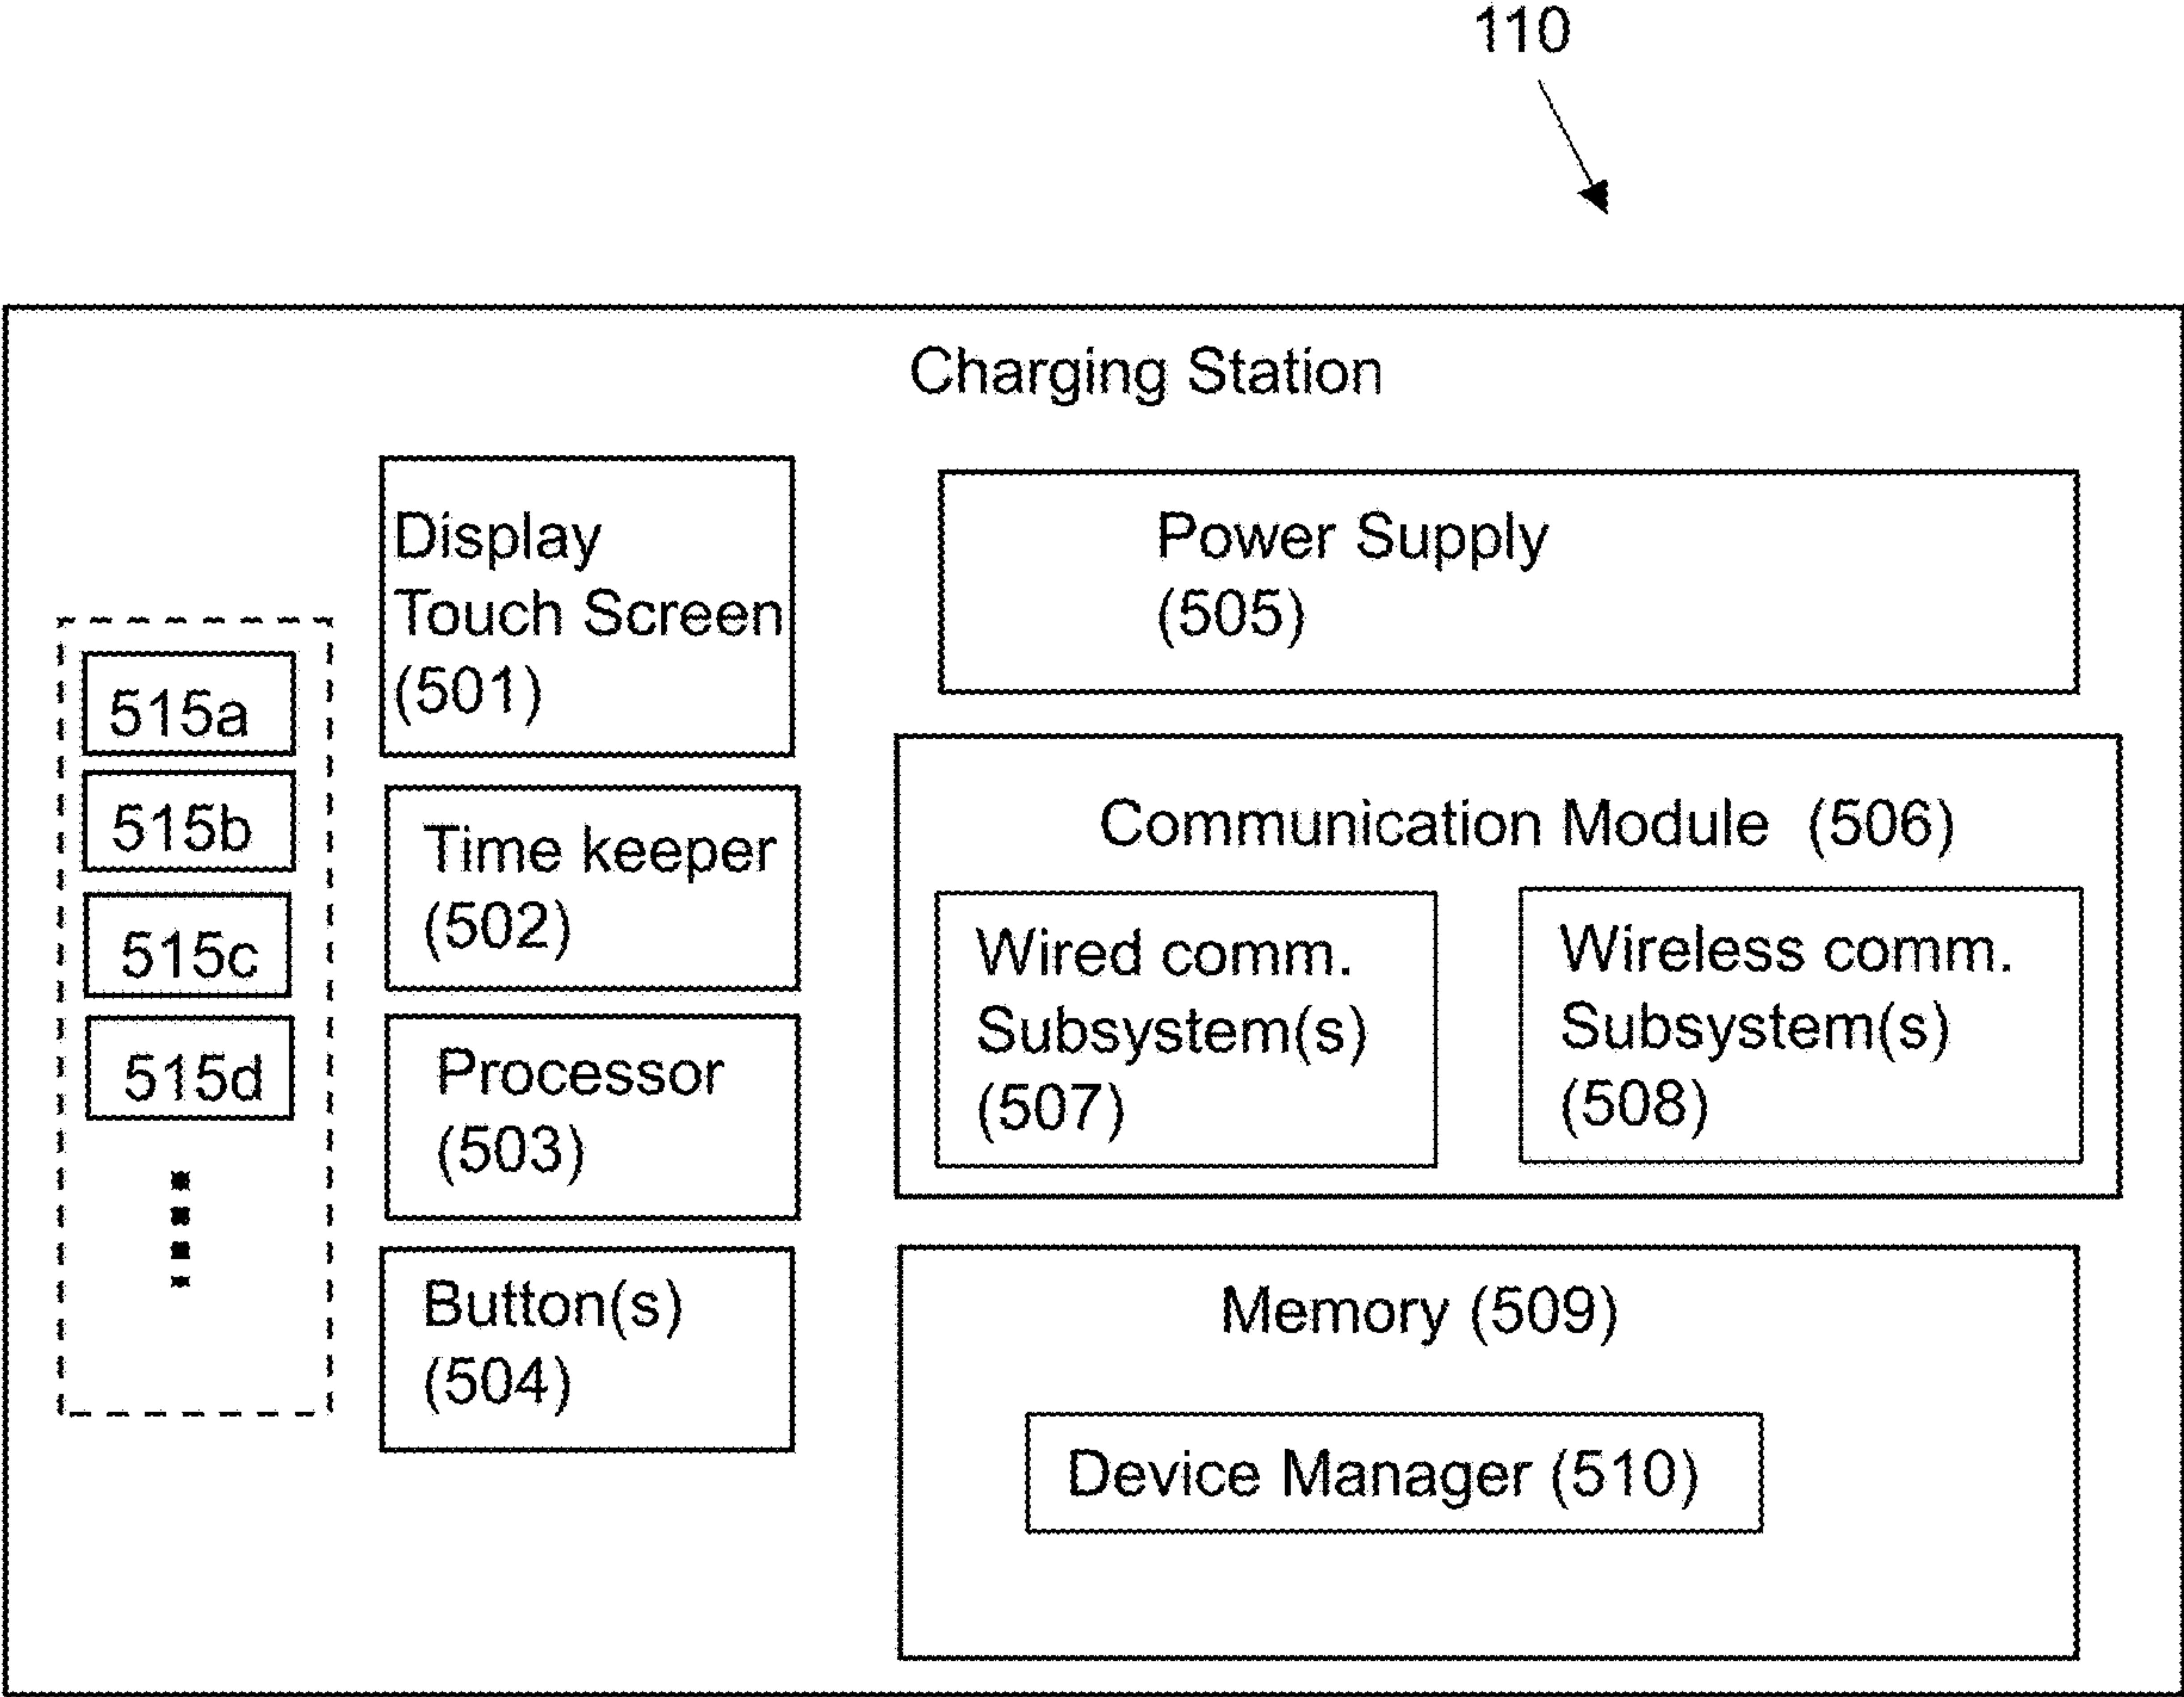 110
Charging Station
515a
515b
515c
515d
Display
Touch Screen
(501)
Time keeper
(502)
Processor
(503)
Button(s)
(504)
Power Supply
(505)
Communication Module (506)
Wired comm.
Subsystem(s)
(507)
Wireless comm.
Subsystem(s)
(508)
Memory (509)
Device Manager (510)